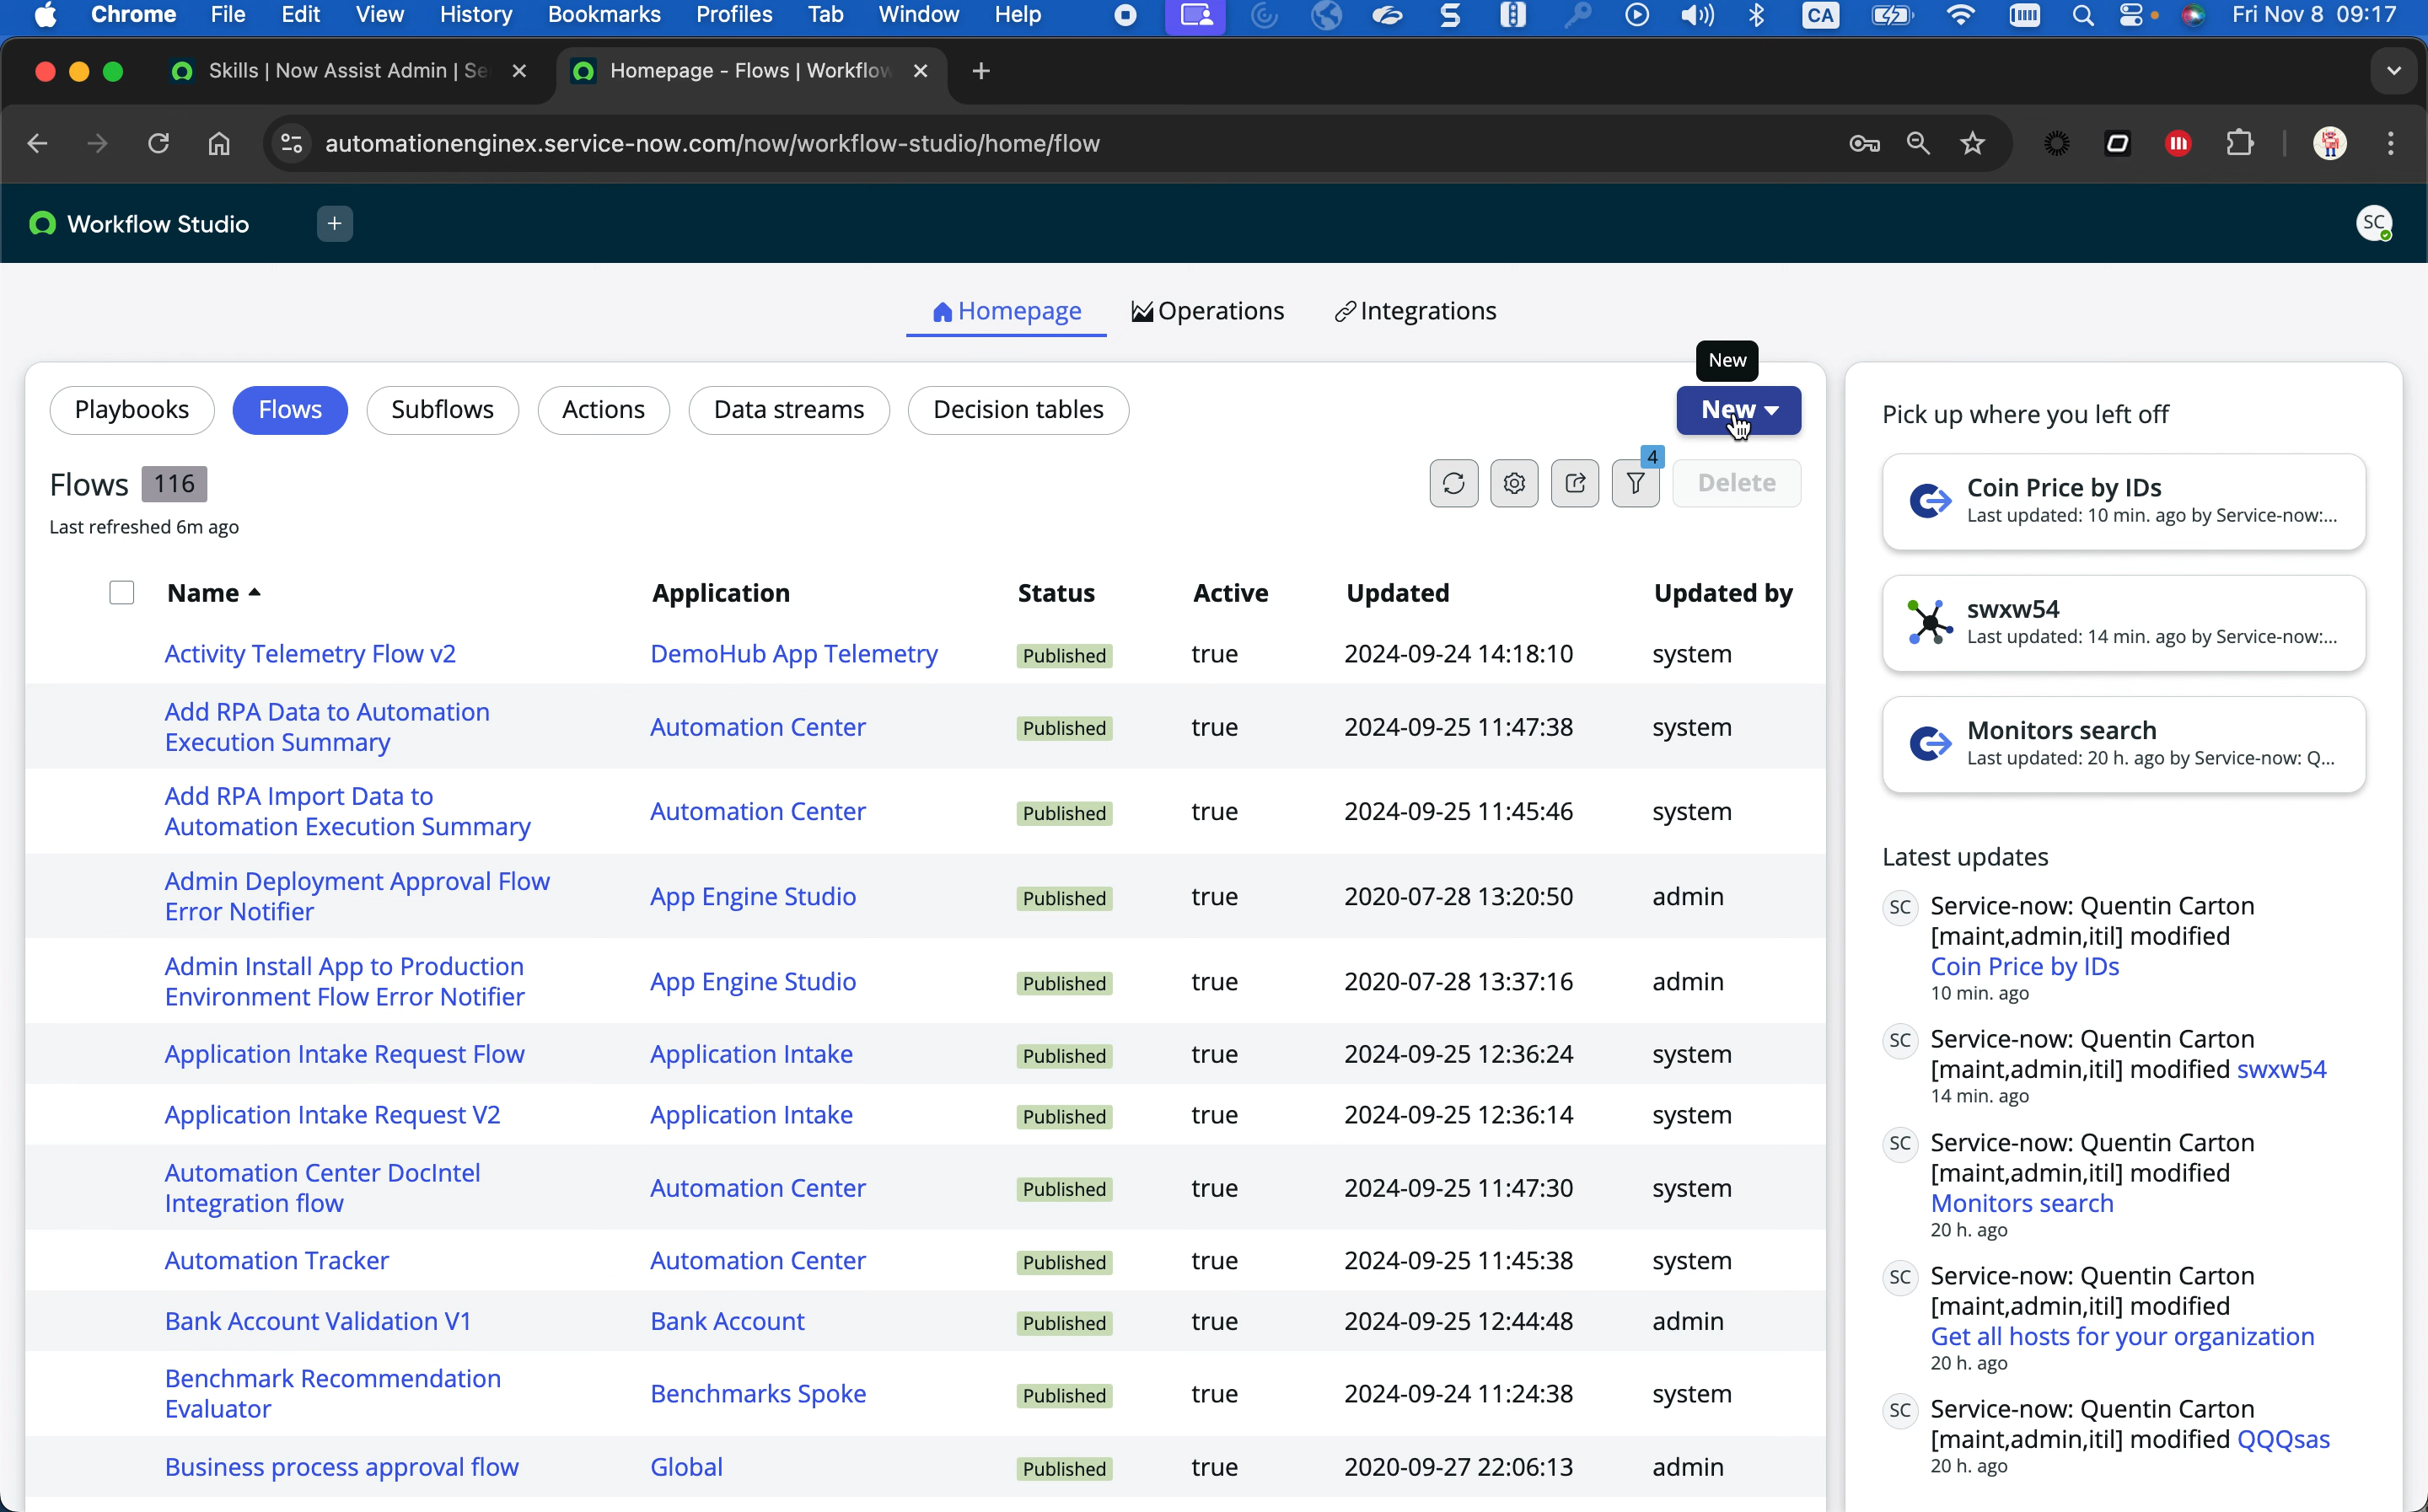 Chrome File Edit View History Bookmarks Profiles Tab Window Help CA Fri Nov 8 09:17
Skills | Now Assist Admin | Se
Homepage - Flows | Workflow
automationenginex.service-now.com/now/workflow-studio/home/flow
Workflow Studio
SC
Homepage Operations Integrations
New
Playbooks Flows Subflows Actions Data streams Decision tables New
Flows 116
4
Delete
Last refreshed 6m ago
Name Application Status Active Updated Updated by
Activity Telemetry Flow v2 DemoHub App Telemetry Published true 2024-09-24 14:18:10 system
Add RPA Data to Automation
Execution Summary Automation Center Published true 2024-09-25 11:47:38 system
Add RPA Import Data to
Automation Execution Summary Automation Center Published true 2024-09-25 11:45:46 system
Admin Deployment Approval Flow
Error Notifier App Engine Studio Published true 2020-07-28 13:20:50 admin
Admin Install App to Production
Environment Flow Error Notifier App Engine Studio Published true 2020-07-28 13:37:16 admin
Application Intake Request Flow Application Intake Published true 2024-09-25 12:36:24 system
Application Intake Request V2 Application Intake Published true 2024-09-25 12:36:14 system
Automation Center DocIntel
Integration flow Automation Center Published true 2024-09-25 11:47:30 system
Automation Tracker Automation Center Published true 2024-09-25 11:45:38 system
Bank Account Validation V1 Bank Account Published true 2024-09-25 12:44:48 admin
Benchmark Recommendation
Evaluator Benchmarks Spoke Published true 2024-09-24 11:24:38 system
Business process approval flow Global Published true 2020-09-27 22:06:13 admin
Pick up where you left off
Coin Price by IDs
Last updated: 10 min. ago by Service-now:...
swxw54
Last updated: 14 min. ago by Service-now:...
Monitors search
Last updated: 20 h. ago by Service-now: Q...
Latest updates
SC Service-now: Quentin Carton
[maint,admin,itil] modified
Coin Price by IDs
10 min. ago
SC Service-now: Quentin Carton
[maint,admin,itil] modified swxw54
14 min. ago
SC Service-now: Quentin Carton
[maint,admin,itil] modified
Monitors search
20 h. ago
SC Service-now: Quentin Carton
[maint,admin,itil] modified
Get all hosts for your organization
20 h. ago
SC Service-now: Quentin Carton
[maint,admin,itil] modified QQQsas
20 h. ago